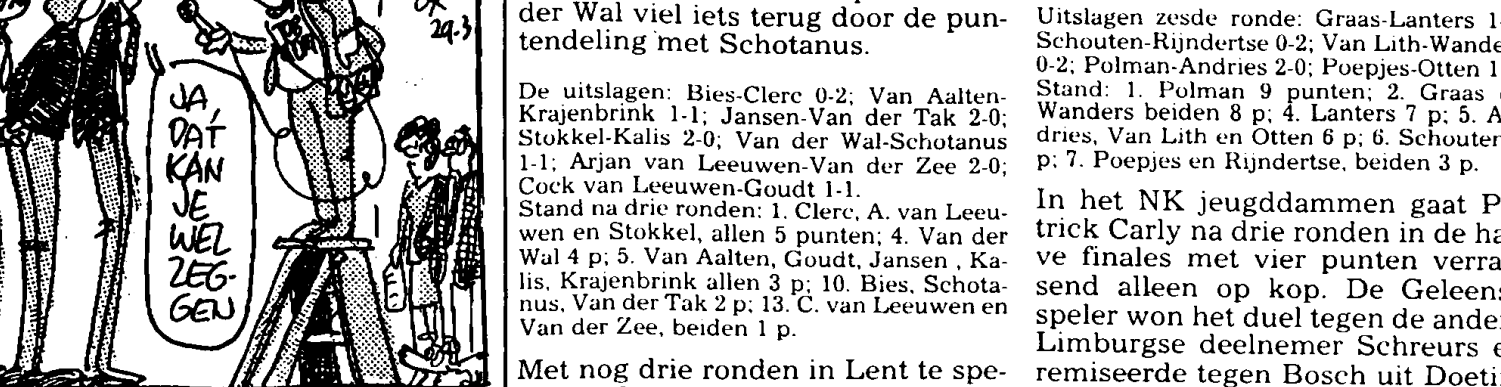 29-3
JA,
DAT
KAN
JE
WEL
ZEG-
GEN
der Wal viel iets terug door de pun-
tendeling met Schotanus.
De uitslagen: Bies-Clerc 0-2; Van Aalten-
Krajenbrink 1-1; Jansen-Van der Tak 2-0;
Stokkel-Kalis 2-0; Van der Wal-Schotanus
1-1; Arjan van Leeuwen-Van der Zee 2-0;
Cock van Leeuwen-Goudt 1-1.
Stand na drie ronden: 1. Clerc, A. van Leeu-
wen en Stokkel, allen 5 punten; 4. Van der
Wal 4 p; 5. Van Aalten, Goudt, Jansen , Ka-
lis, Krajenbrink allen 3 p; 10. Bies, Schota-
nus, Van der Tak 2 p; 13. C. van Leeuwen en
Van der Zee, beiden 1 p.
Met nog drie ronden in Lent te spe-
Uitslagen zesde ronde: Graas-Lanters 1-
Schouten-Rijndertse 0-2; Van Lith-Wande
0-2; Polman-Andries 2-0; Poepjes-Otten 1
Stand: 1. Polman 9 punten; 2. Graas
Wanders beiden 8 p; 4. Lanters 7 p; 5. A
dries, Van Lith en Otten 6 p; 6. Schouten
p; 7. Poepjes en Rijndertse, beiden 3 p.
In het NK jeugddammen gaat P
trick Carly na drie ronden in de ha
ve finales met vier punten verra
send alleen op kop. De Geleens
speler won het duel tegen de ande
Limburgse deelnemer Schreurs e
remiseerde tegen Bosch uit Doeti